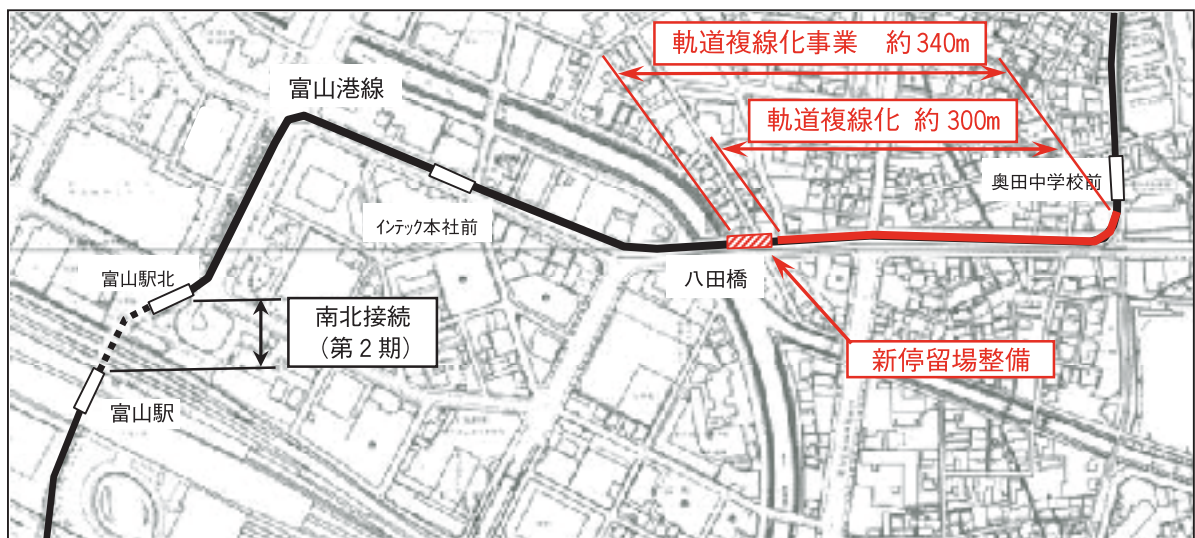 軌道複線化事業 約340m
富山港線
軌道複線化 約300m
奥田中学校前
インテック本社前
富山駅北
八田橋
南北接続
（第2期）
新停留場整備
富山駅